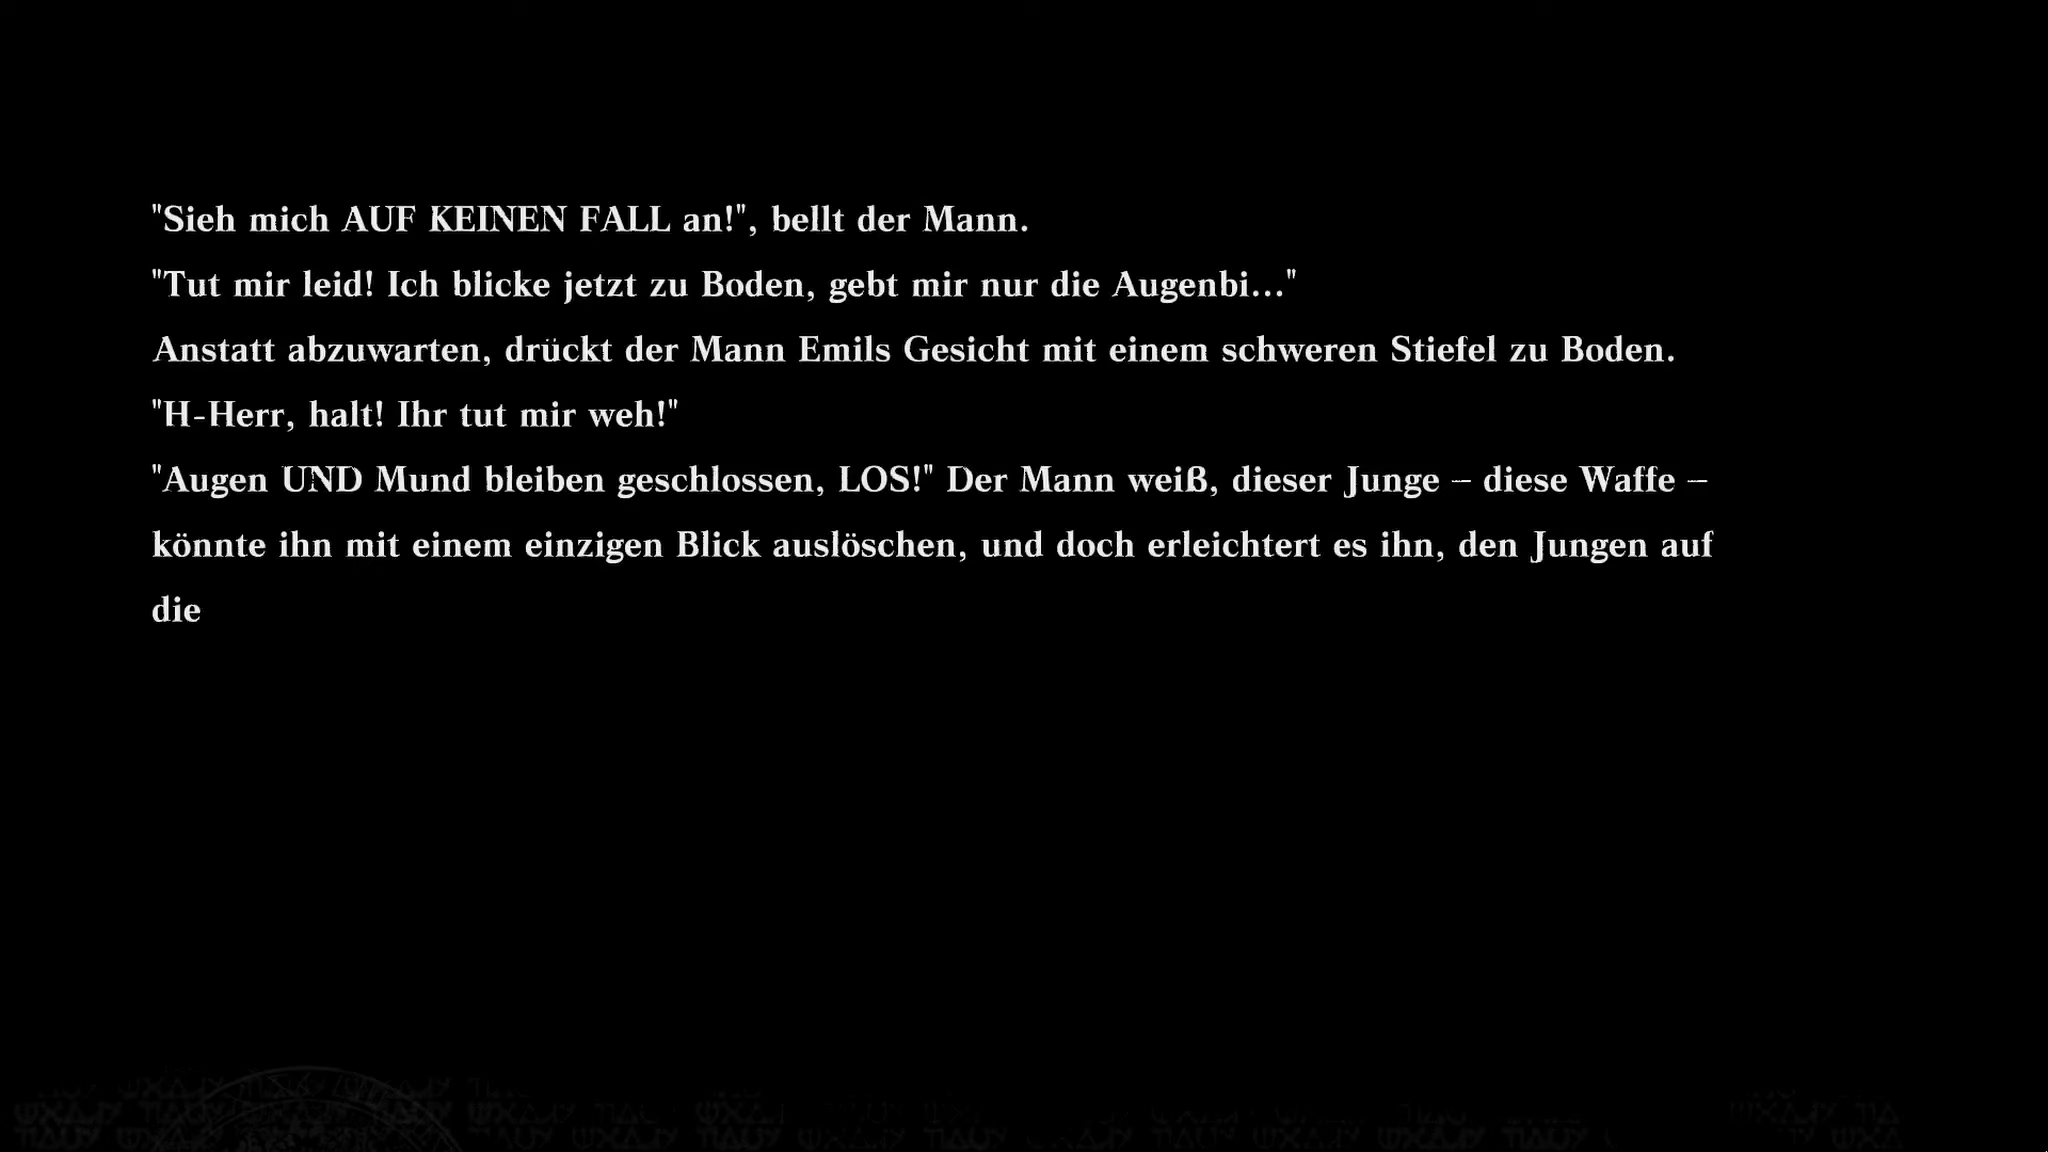 "Sieh mich AUF KEINEN FALL an!", bellt der Mann.
"Tut mir leid! Ich blicke jetzt zu Boden, gebt mir nur die Augenbi..."
Anstatt abzuwarten, drückt der Mann Emils Gesicht mit einem schweren Stiefel zu Boden.
"H-Herr, halt! Ihr tut mir weh!"
"Augen UND Mund bleiben geschlossen, LOS!" Der Mann weiß, dieser Junge – diese Waffe –
könnte ihn mit einem einzigen Blick auslöschen, und doch erleichtert es ihn, den Jungen auf
die